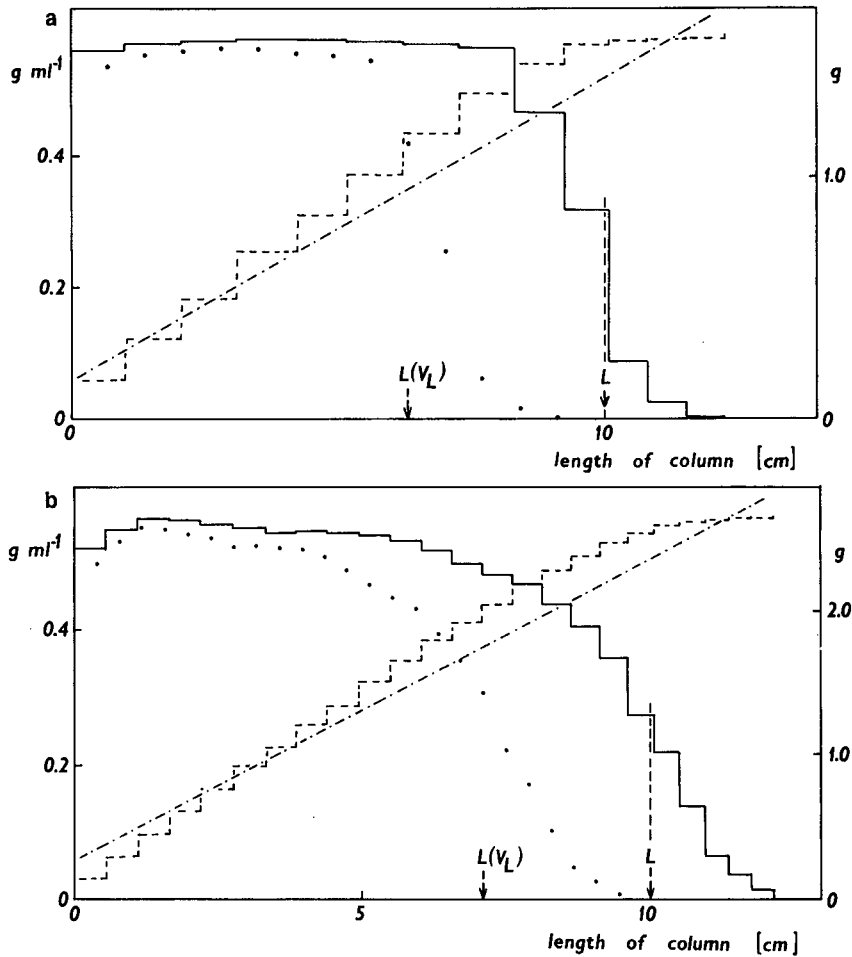 a
g ml⁻¹
g
0.4
1.0
0.2
L(V_L)
L
0
0
10
0
length of column [cm]
b
g ml⁻¹
g
0.4
2.0
0.2
1.0
L(V_L)
L
0
0
5
10
0
length of column [cm]